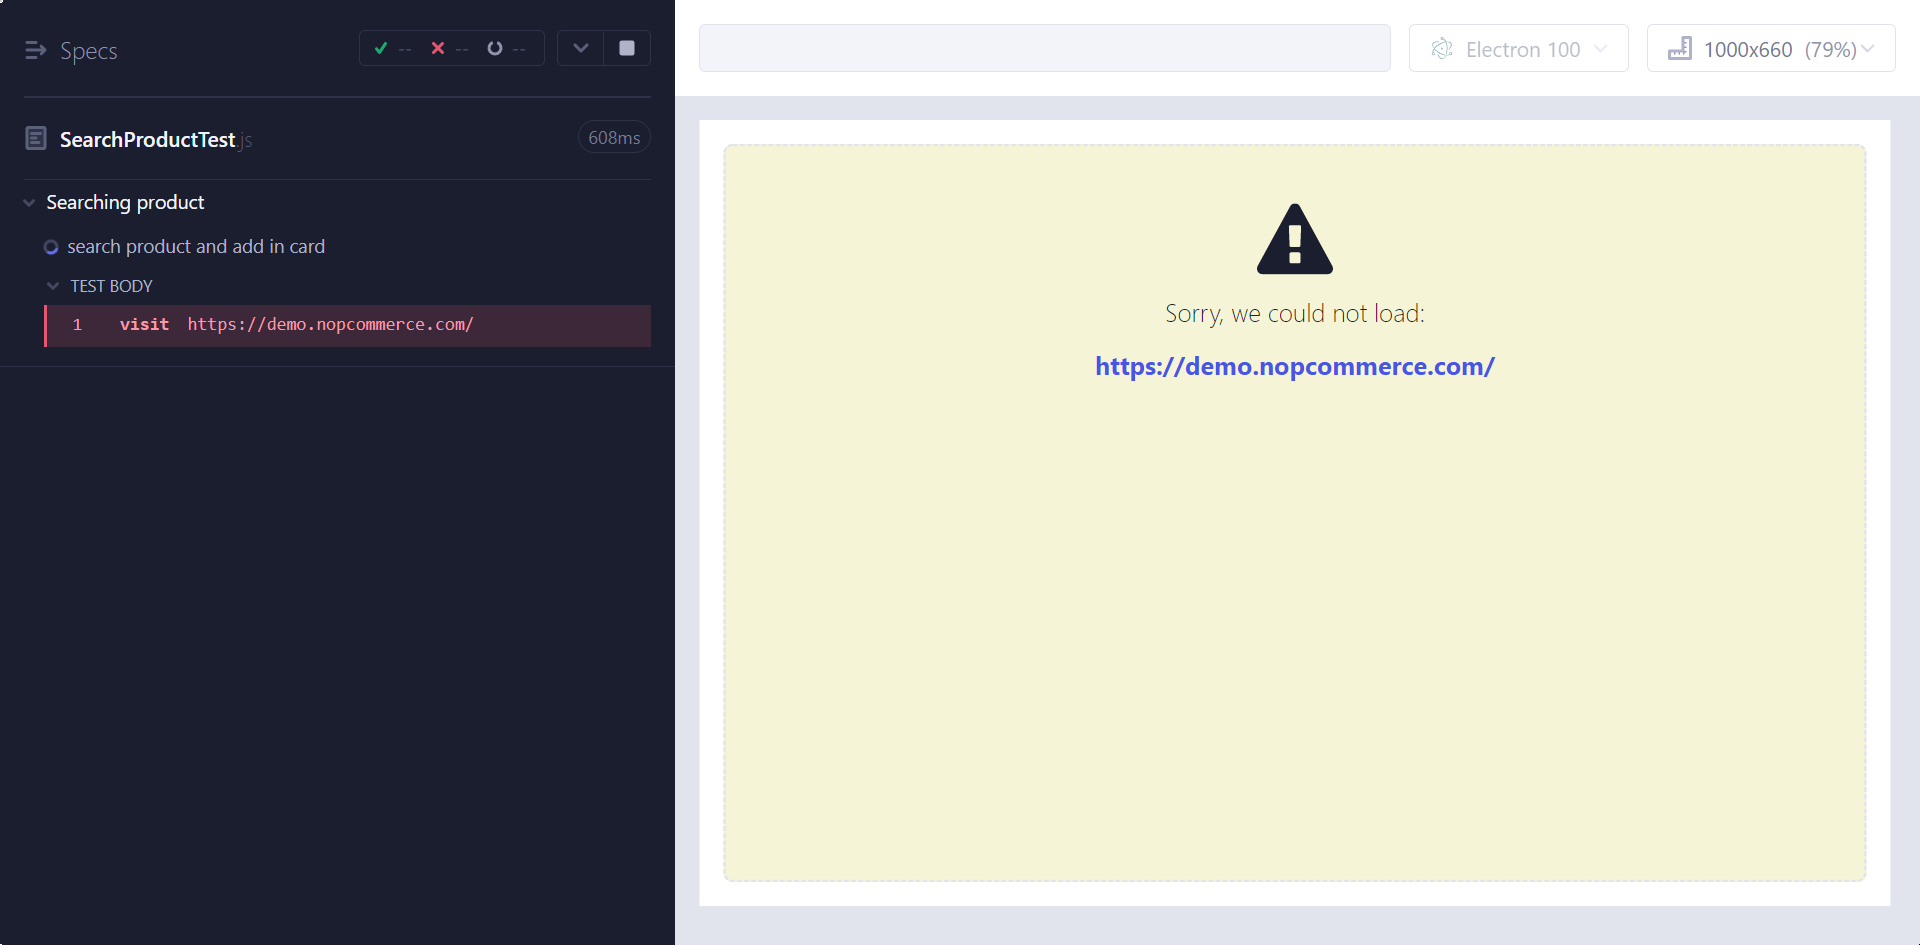 Specs
--
--
--
SearchProductTest.js
608ms
Searching product
search product and add in card
TEST BODY
1 visit https://demo.nopcommerce.com/
Electron 100
1000x660 (79%)
Sorry, we could not load:
https://demo.nopcommerce.com/